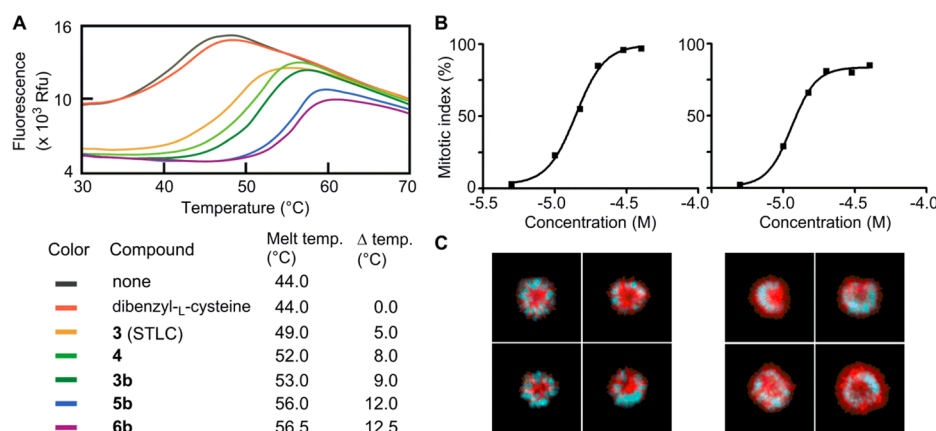 A
16
10
4
Fluorescence
(x 10³ Rfu)
30 40 50 60 70
Temperature (°C)
Color Compound Melt temp. (°C) Δ temp. (°C)
none 44.0
dibenzyl-L-cysteine 44.0 0.0
3 (STLC) 49.0 5.0
4 52.0 8.0
3b 53.0 9.0
5b 56.0 12.0
6b 56.5 12.5
B
Mitotic index (%)
100
50
0
-5.5 -5.0 -4.5 -4.0
Concentration (M)
100
50
0
-5.0 -4.5 -4.0
Concentration (M)
C